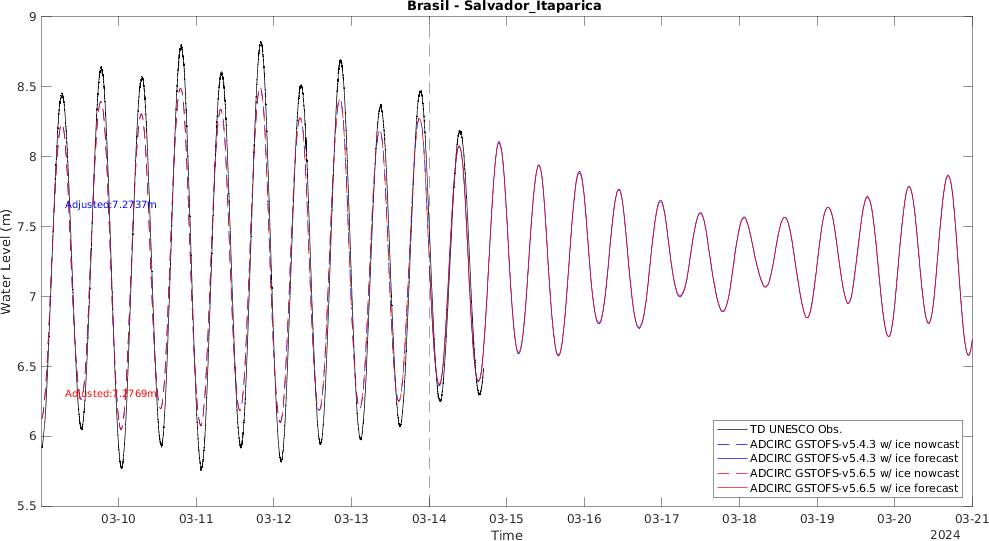 Brasil - Salvador_Itaparica
9
8.5
8
7.5
7
6.5
6
5.5
Water Level (m)
Adjusted:7.2737m
Adjusted:7.2769m
TD UNESCO Obs.
ADCIRC GSTOFS-v5.4.3 w/ ice nowcast
ADCIRC GSTOFS-v5.4.3 w/ ice forecast
ADCIRC GSTOFS-v5.6.5 w/ ice nowcast
ADCIRC GSTOFS-v5.6.5 w/ ice forecast
03-10 03-11 03-12 03-13 03-14 03-15 03-16 03-17 03-18 03-19 03-20 03-21
Time
2024